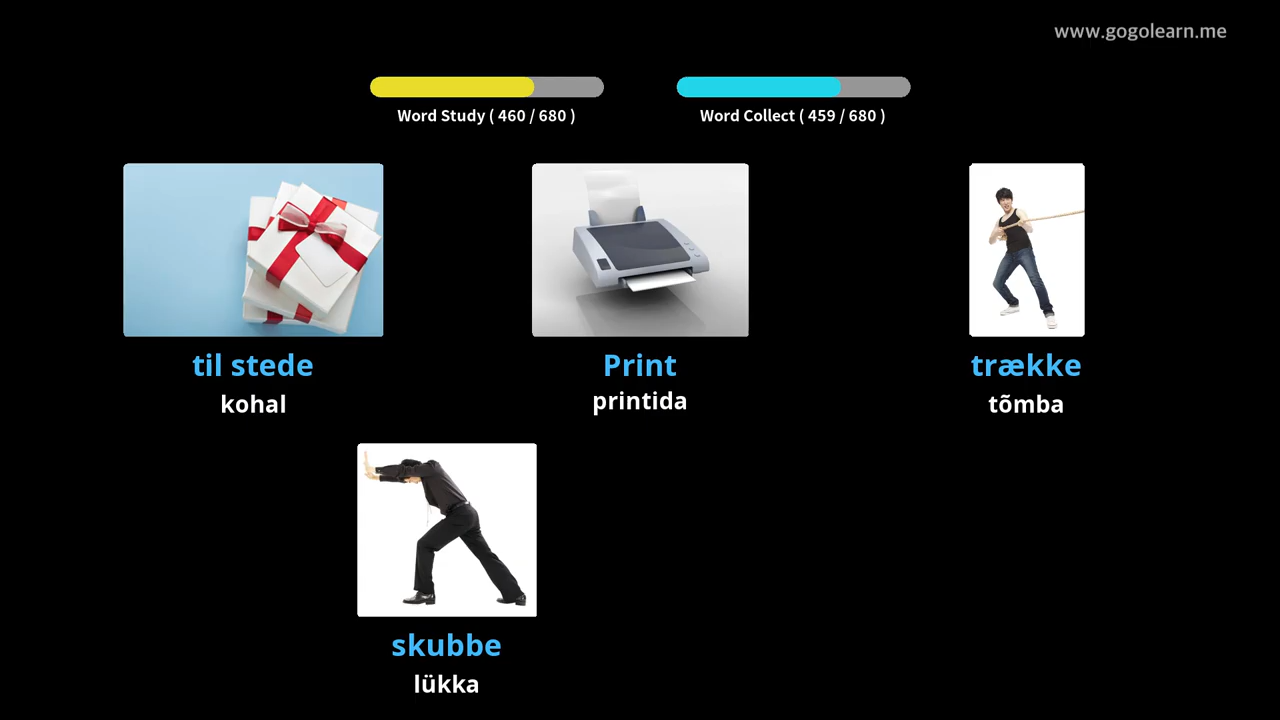 www.gogolearn.me
Word Study ( 460 / 680 )
Word Collect ( 459 / 680 )
til stede
kohal
Print
printida
trække
tõmba
skubbe
lükka